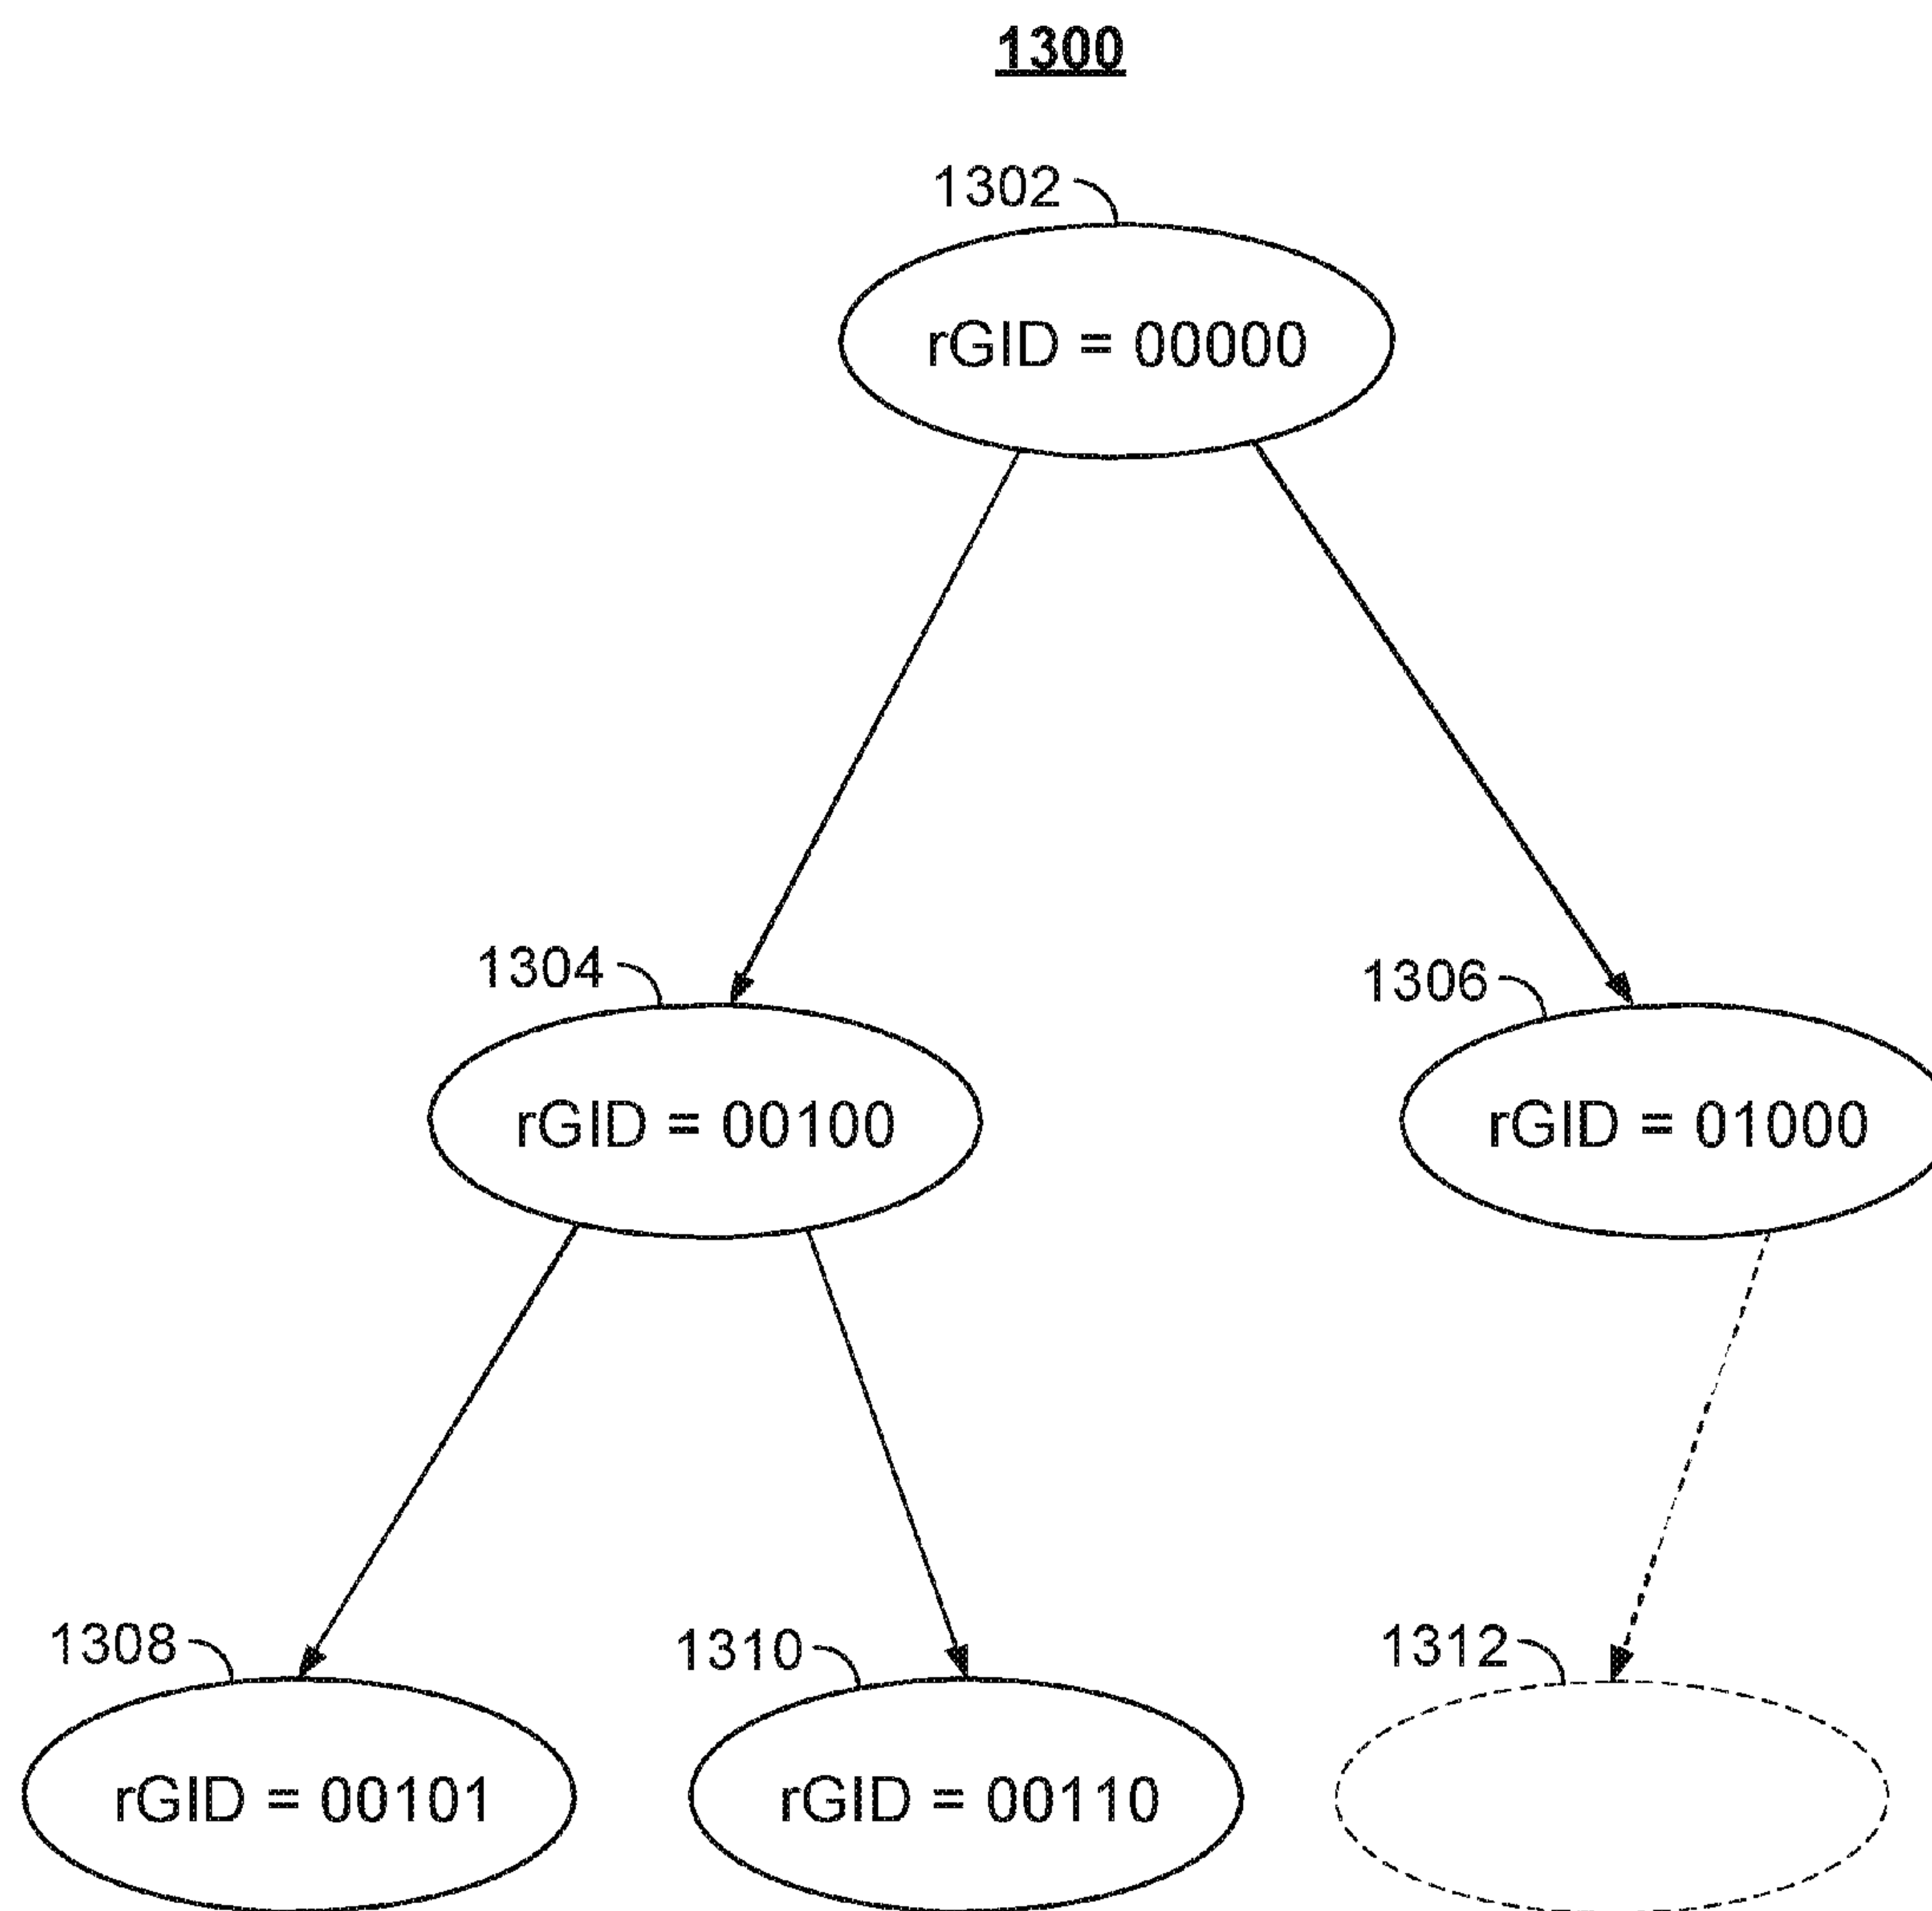 1300
1302
rGID = 00000
1304
1306
rGID = 00100
rGID = 01000
1308
1310
1312
rGID = 00101
rGID = 00110